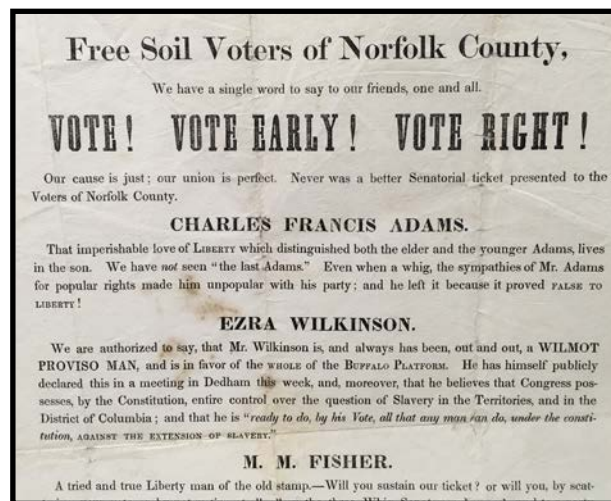 Free Soil Voters of Norfolk County,
We have a single word to say to our friends, one and all.
VOTE! VOTE EARLY! VOTE RIGHT!
Our cause is just; our union is perfect. Never was a better Senatorial ticket presented to the
Voters of Norfolk County.
CHARLES FRANCIS ADAMS.
That imperishable love of LIBERTY which distinguished both the elder and the younger Adams, lives
in the son. We have not seen "the last Adams." Even when a whig, the sympathies of Mr. Adams
for popular rights made him unpopular with his party; and he left it because it proved FALSE TO
LIBERTY!
EZRA WILKINSON.
We are authorized to say, that Mr. Wilkinson is, and always has been, out and out, a WILMOT
PROVISO MAN, and is in favor of the WHOLE of the BUFFALO PLATFORM. He has himself publicly
declared this in a meeting in Dedham this week, and, moreover, that he believes that Congress pos-
sesses, by the Constitution, entire control over the question of Slavery in the Territories, and in the
District of Columbia; and that he is "ready to do, by his Vote, all that any man can do, under the consti-
tution, AGAINST THE EXTENSION OF SLAVERY."
M. M. FISHER.
A tried and true Liberty man of the old stamp.—Will you sustain our ticket? or will you, by scat-